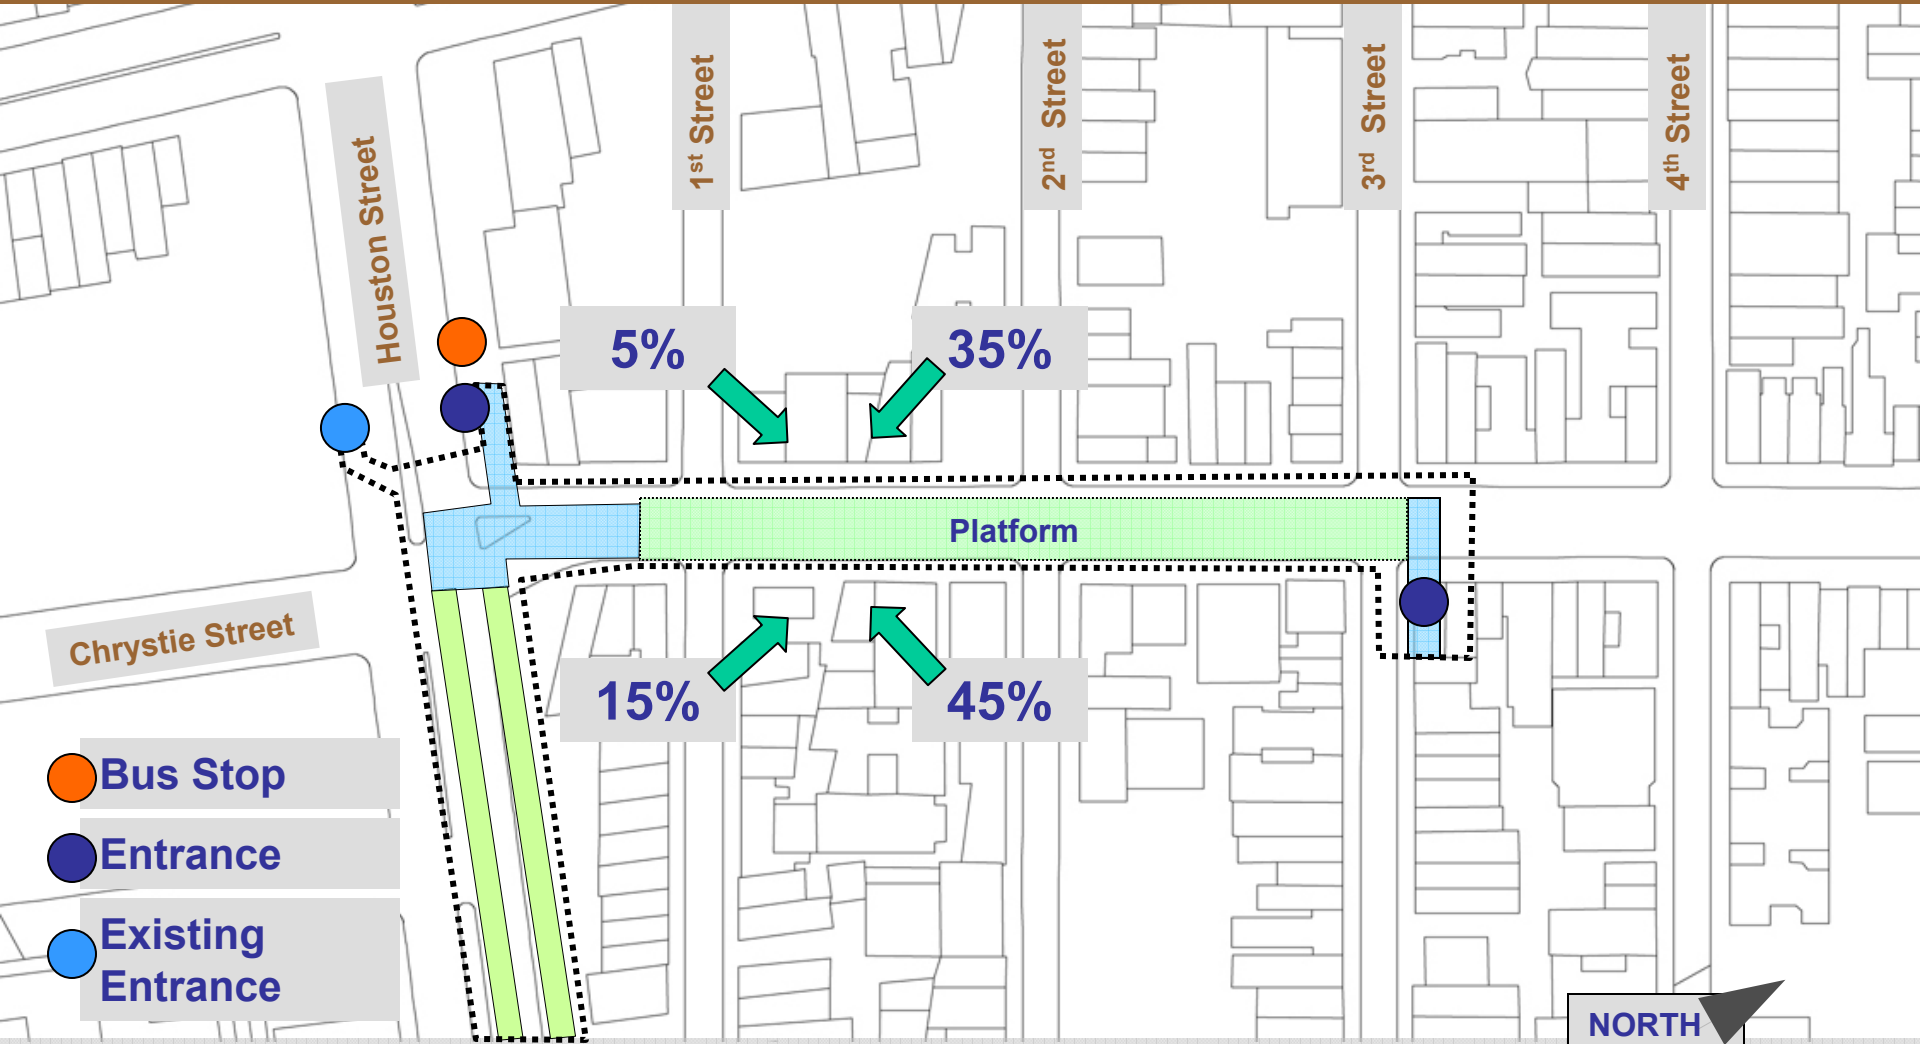 1st Street
2nd Street
3rd Street
4th Street
Houston Street
5%
35%
Platform
Chrystie Street
15%
45%
Bus Stop
Entrance
Existing
Entrance
NORTH